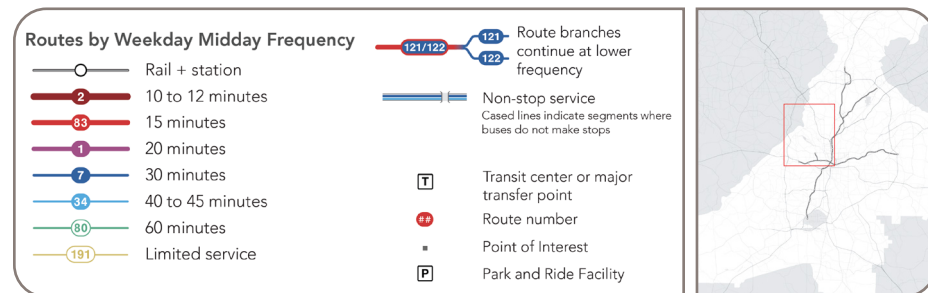 Routes by Weekday Midday Frequency
Rail + station
2 10 to 12 minutes
83 15 minutes
1 20 minutes
7 30 minutes
34 40 to 45 minutes
80 60 minutes
191 Limited service
121/122
121
122
Route branches
continue at lower
frequency
Non-stop service
Cased lines indicate segments where
buses do not make stops
T Transit center or major
transfer point
## Route number
Point of Interest
P Park and Ride Facility